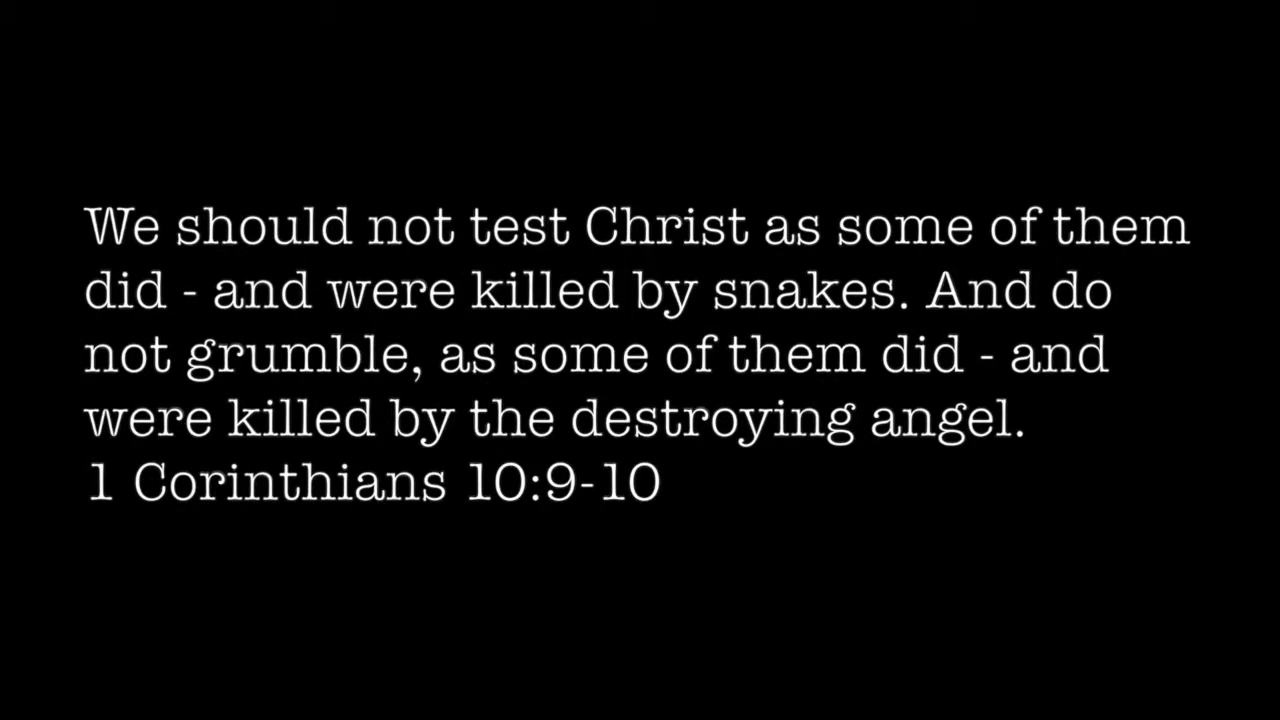 We should not test Christ as some of them
did - and were killed by snakes. And do
not grumble, as some of them did - and
were killed by the destroying angel.
1 Corinthians 10:9-10